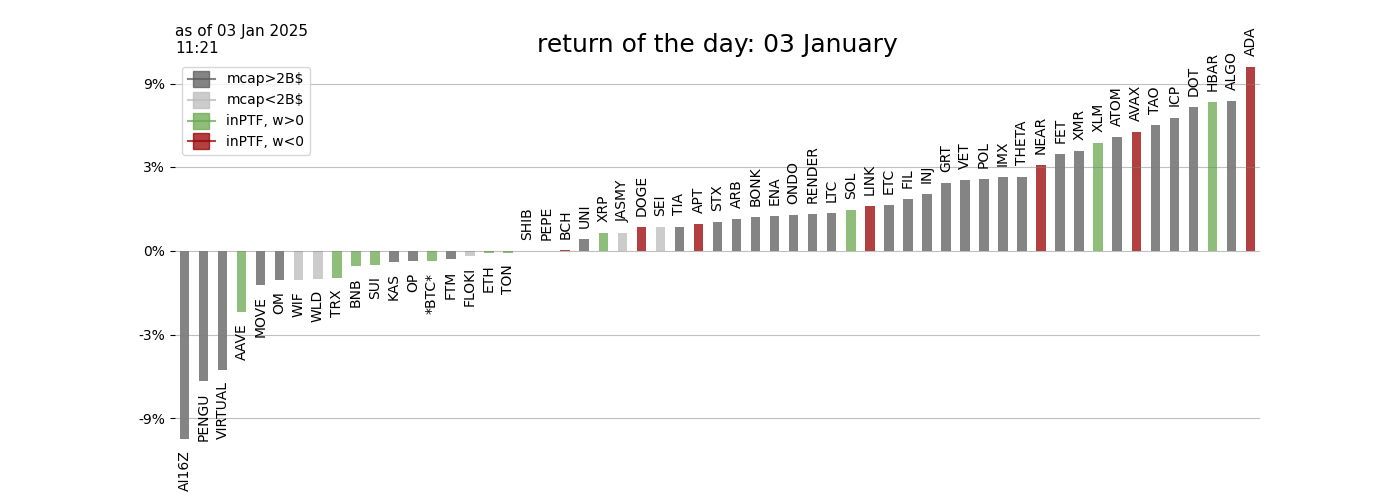 as of 03 Jan 2025
11:21
return of the day: 03 January
mcap>2B$
mcap<2B$
inPTF, w>0
inPTF, w<0
9%
3%
0%
-3%
-9%
AI16Z
PENGU
VIRTUAL
AAVE
MOVE
OM
WIF
WLD
TRX
BNB
SUI
KAS
OP
*BTC*
FTM
FLOKI
ETH
TON
SHIB
PEPE
BCH
UNI
XRP
JASMY
DOGE
SEI
TIA
APT
STX
ARB
BONK
ENA
ONDO
RENDER
LTC
SOL
LINK
ETC
FIL
INJ
GRT
VET
POL
IMX
THETA
NEAR
FET
XMR
XLM
ATOM
AVAX
TAO
ICP
DOT
HBAR
ALGO
ADA